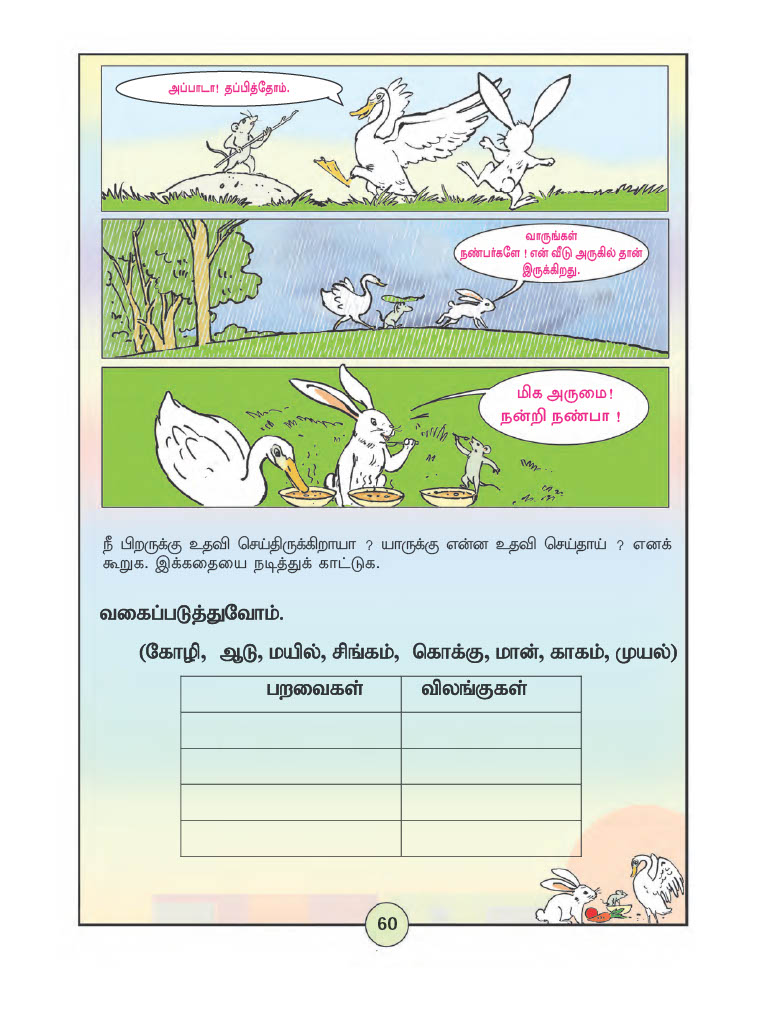 அப்பாடா! தப்பித்தோம்.
வாருங்கள்
நண்பர்களே ! என் வீடு அருகில் தான்
இருக்கிறது.
மிக அருமை!
நன்றி நண்பா !
நீ பிறருக்கு உதவி செய்திருக்கிறாயா ? யாருக்கு என்ன உதவி செய்தாய் ? எனக்
கூறுக. இக்கதையை நடித்துக் காட்டுக.
வகைப்படுத்துவோம்.
(கோழி, ஆடு, மயில், சிங்கம், கொக்கு, மான், காகம், முயல்)
பறவைகள் விலங்குகள்
60